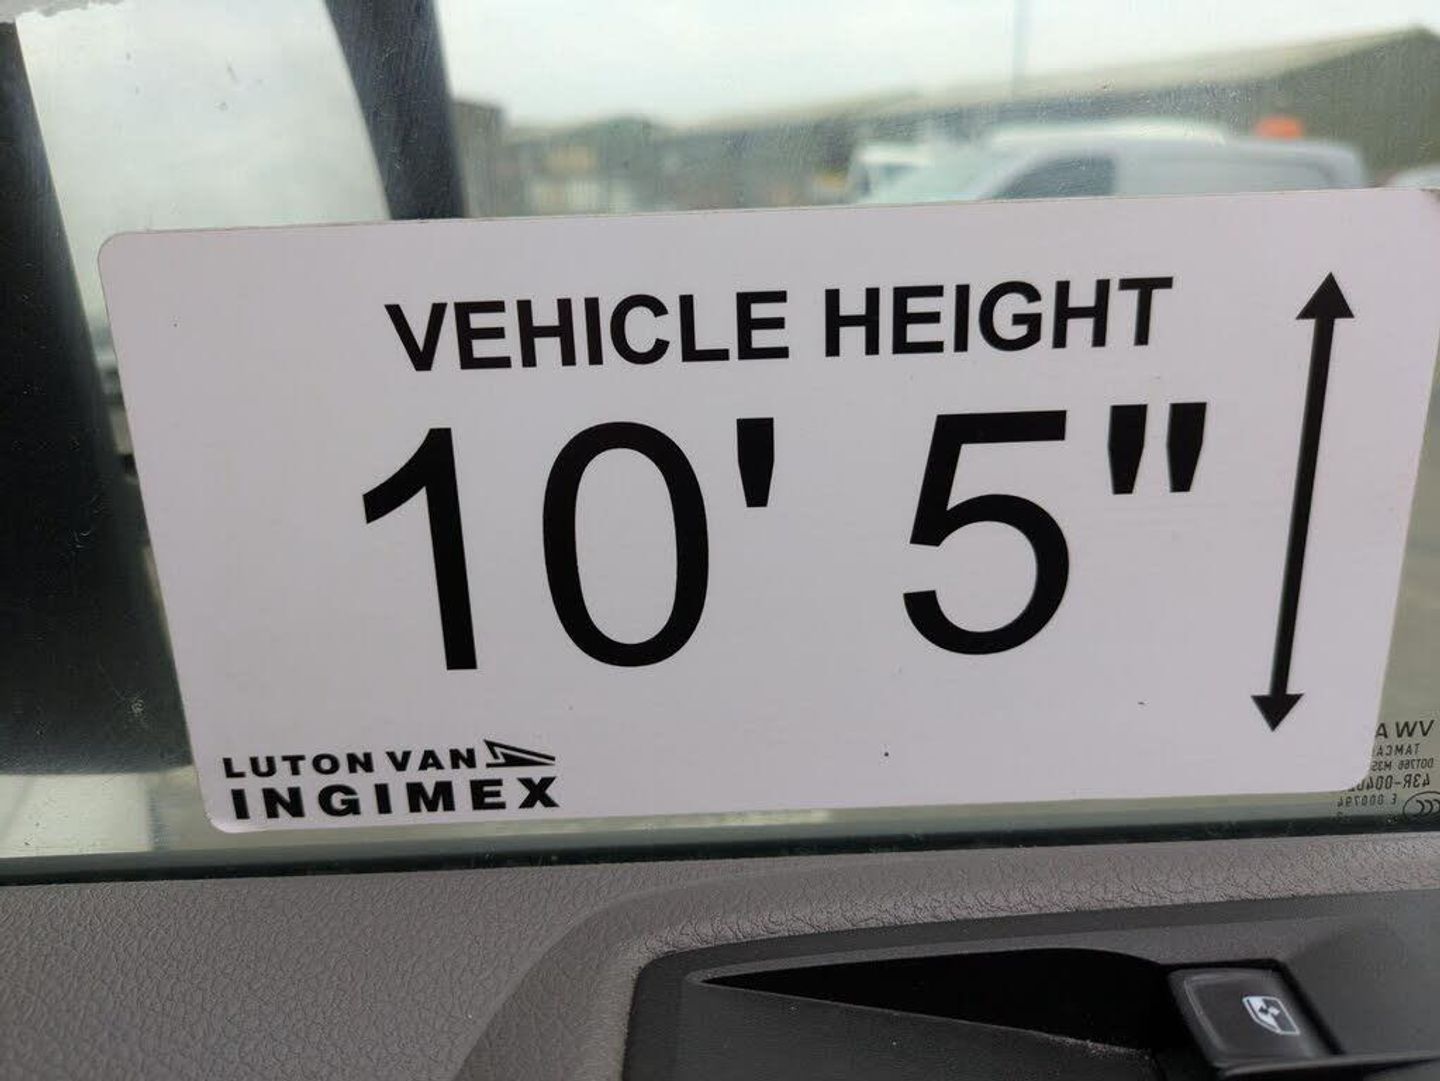 VEHICLE HEIGHT
10' 5"
LUTON VAN
INGIMEX